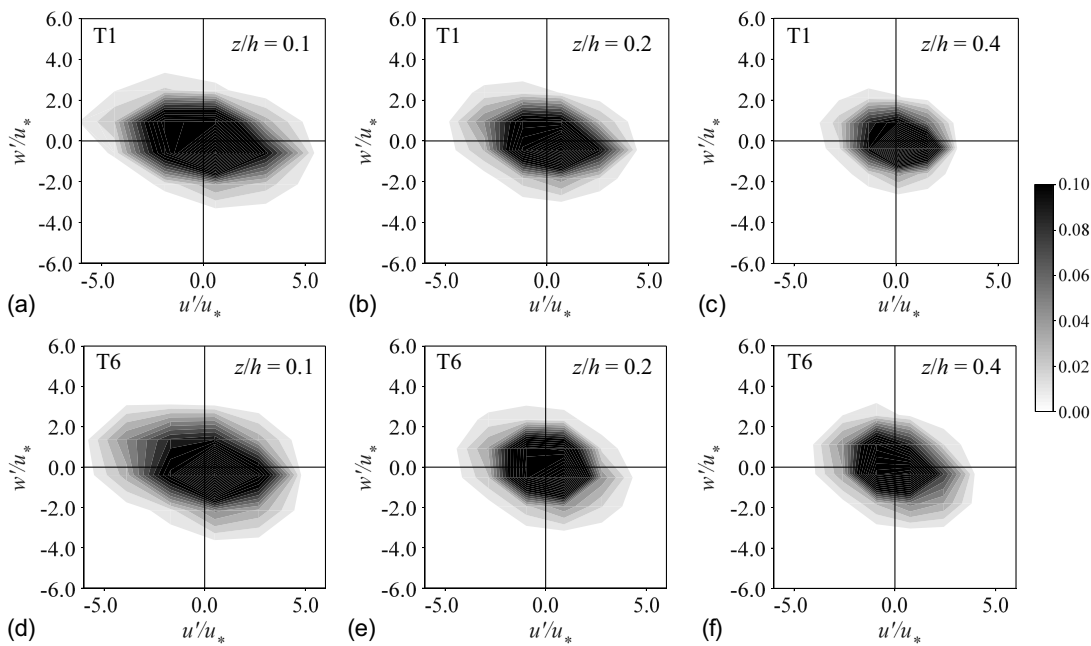 6.0 T1 z/h = 0.1
4.0
2.0
0.0
-2.0
-4.0
-6.0
w'/u*
-5.0 0.0 5.0
(a) u'/u*
6.0 T1 z/h = 0.2
4.0
2.0
0.0
-2.0
-4.0
-6.0
w'/u*
-5.0 0.0 5.0
(b) u'/u*
6.0 T1 z/h = 0.4
4.0
2.0
0.0
-2.0
-4.0
-6.0
w'/u*
-5.0 0.0 5.0
(c) u'/u*
0.10
0.08
0.06
0.04
0.02
0.00
6.0 T6 z/h = 0.1
4.0
2.0
0.0
-2.0
-4.0
-6.0
w'/u*
-5.0 0.0 5.0
(d) u'/u*
6.0 T6 z/h = 0.2
4.0
2.0
0.0
-2.0
-4.0
-6.0
w'/u*
-5.0 0.0 5.0
(e) u'/u*
6.0 T6 z/h = 0.4
4.0
2.0
0.0
-2.0
-4.0
-6.0
w'/u*
-5.0 0.0 5.0
(f) u'/u*